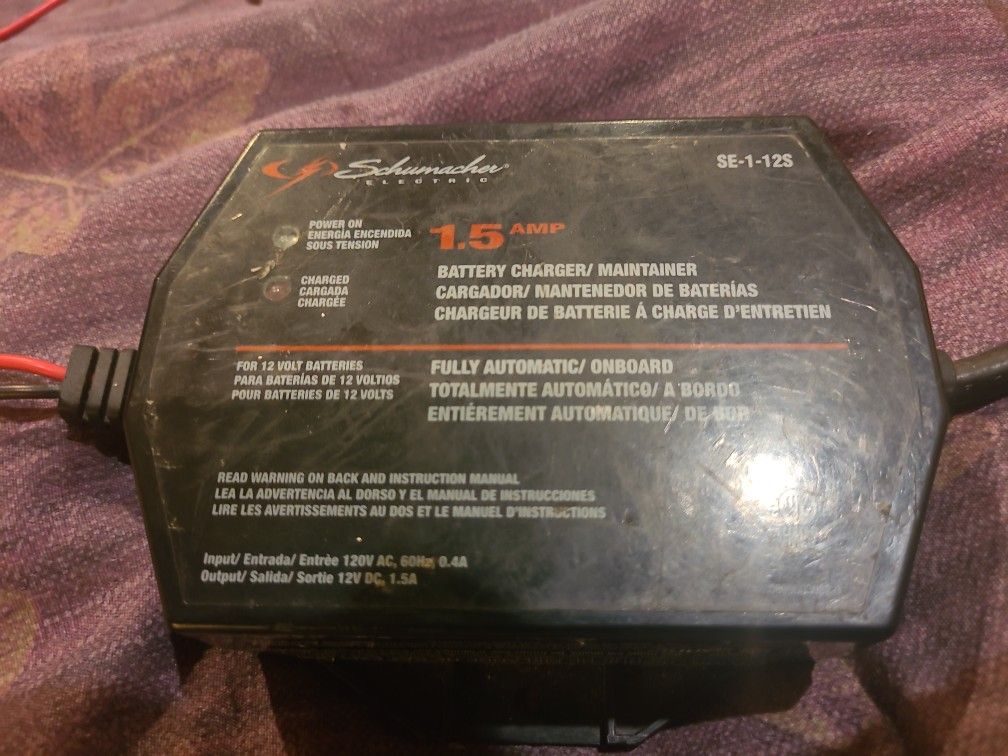 Schumacher®
ELECTRIC
SE-1-12S
POWER ON
ENERGÍA ENCENDIDA
SOUS TENSION
1.5 AMP
CHARGED
CARGADA
CHARGÉE
BATTERY CHARGER/ MAINTAINER
CARGADOR/ MANTENEDOR DE BATERÍAS
CHARGEUR DE BATTERIE Á CHARGE D'ENTRETIEN
FOR 12 VOLT BATTERIES
PARA BATERÍAS DE 12 VOLTIOS
POUR BATTERIES DE 12 VOLTS
FULLY AUTOMATIC/ ONBOARD
TOTALMENTE AUTOMÁTICO/ A BORDO
ENTIÉREMENT AUTOMATIQUE/ DE
READ WARNING ON BACK AND INSTRUCTION MANUAL
LEA LA ADVERTENCIA AL DORSO Y EL MANUAL DE INSTRUCCIONES
LIRE LES AVERTISSEMENTS AU DOS ET LE MANUEL D'INSTRUCTIONS
Input/ Entrada/ Entrèe 120V AC, 60Hz, 0.4A
Output/ Salida/ Sortie 12V DC, 1.5A